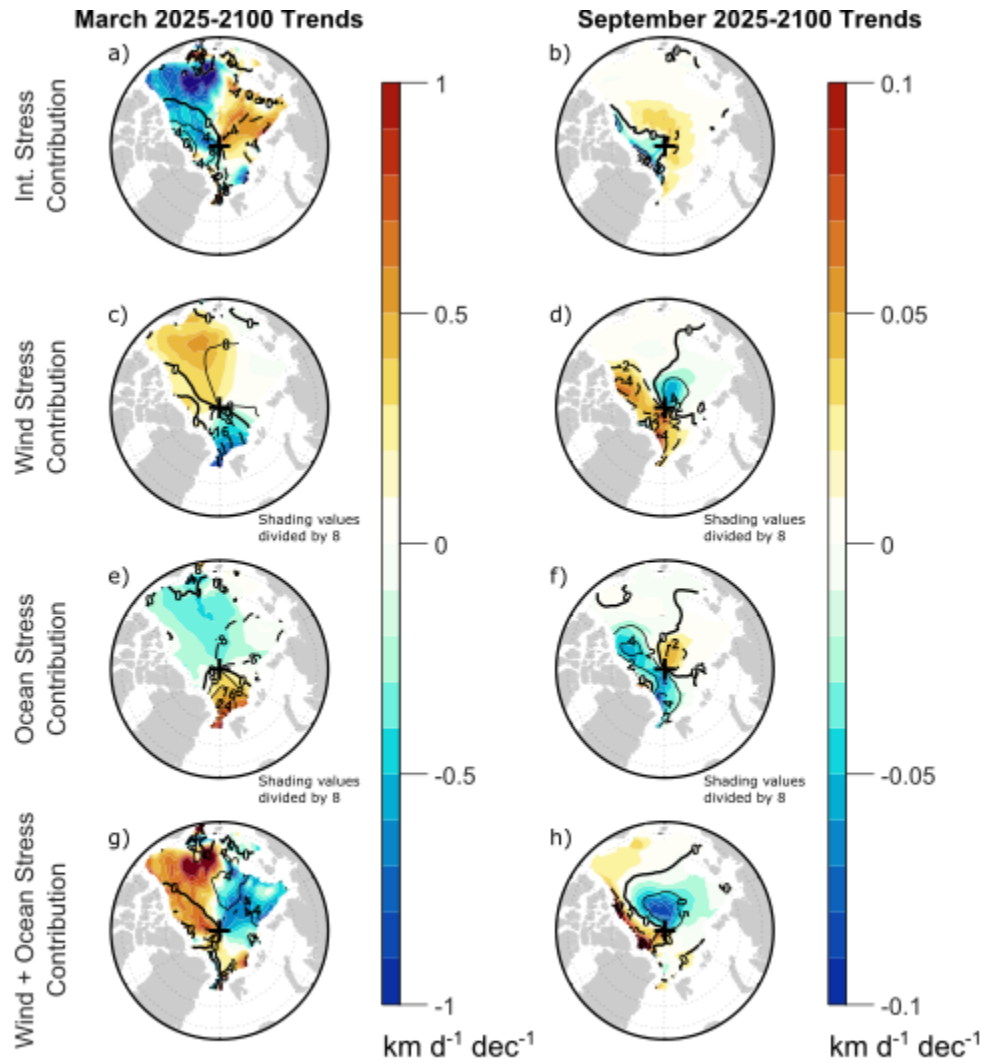 March 2025-2100 Trends
September 2025-2100 Trends
Int. Stress
Contribution
a)
b)
1
0.5
0
-0.5
-1
km d⁻¹ dec⁻¹
0.1
0.05
0
-0.05
-0.1
km d⁻¹ dec⁻¹
Wind Stress
Contribution
c)
Shading values
divided by 8
d)
Shading values
divided by 8
Ocean Stress
Contribution
e)
Shading values
divided by 8
f)
Shading values
divided by 8
Wind + Ocean Stress
Contribution
g)
h)